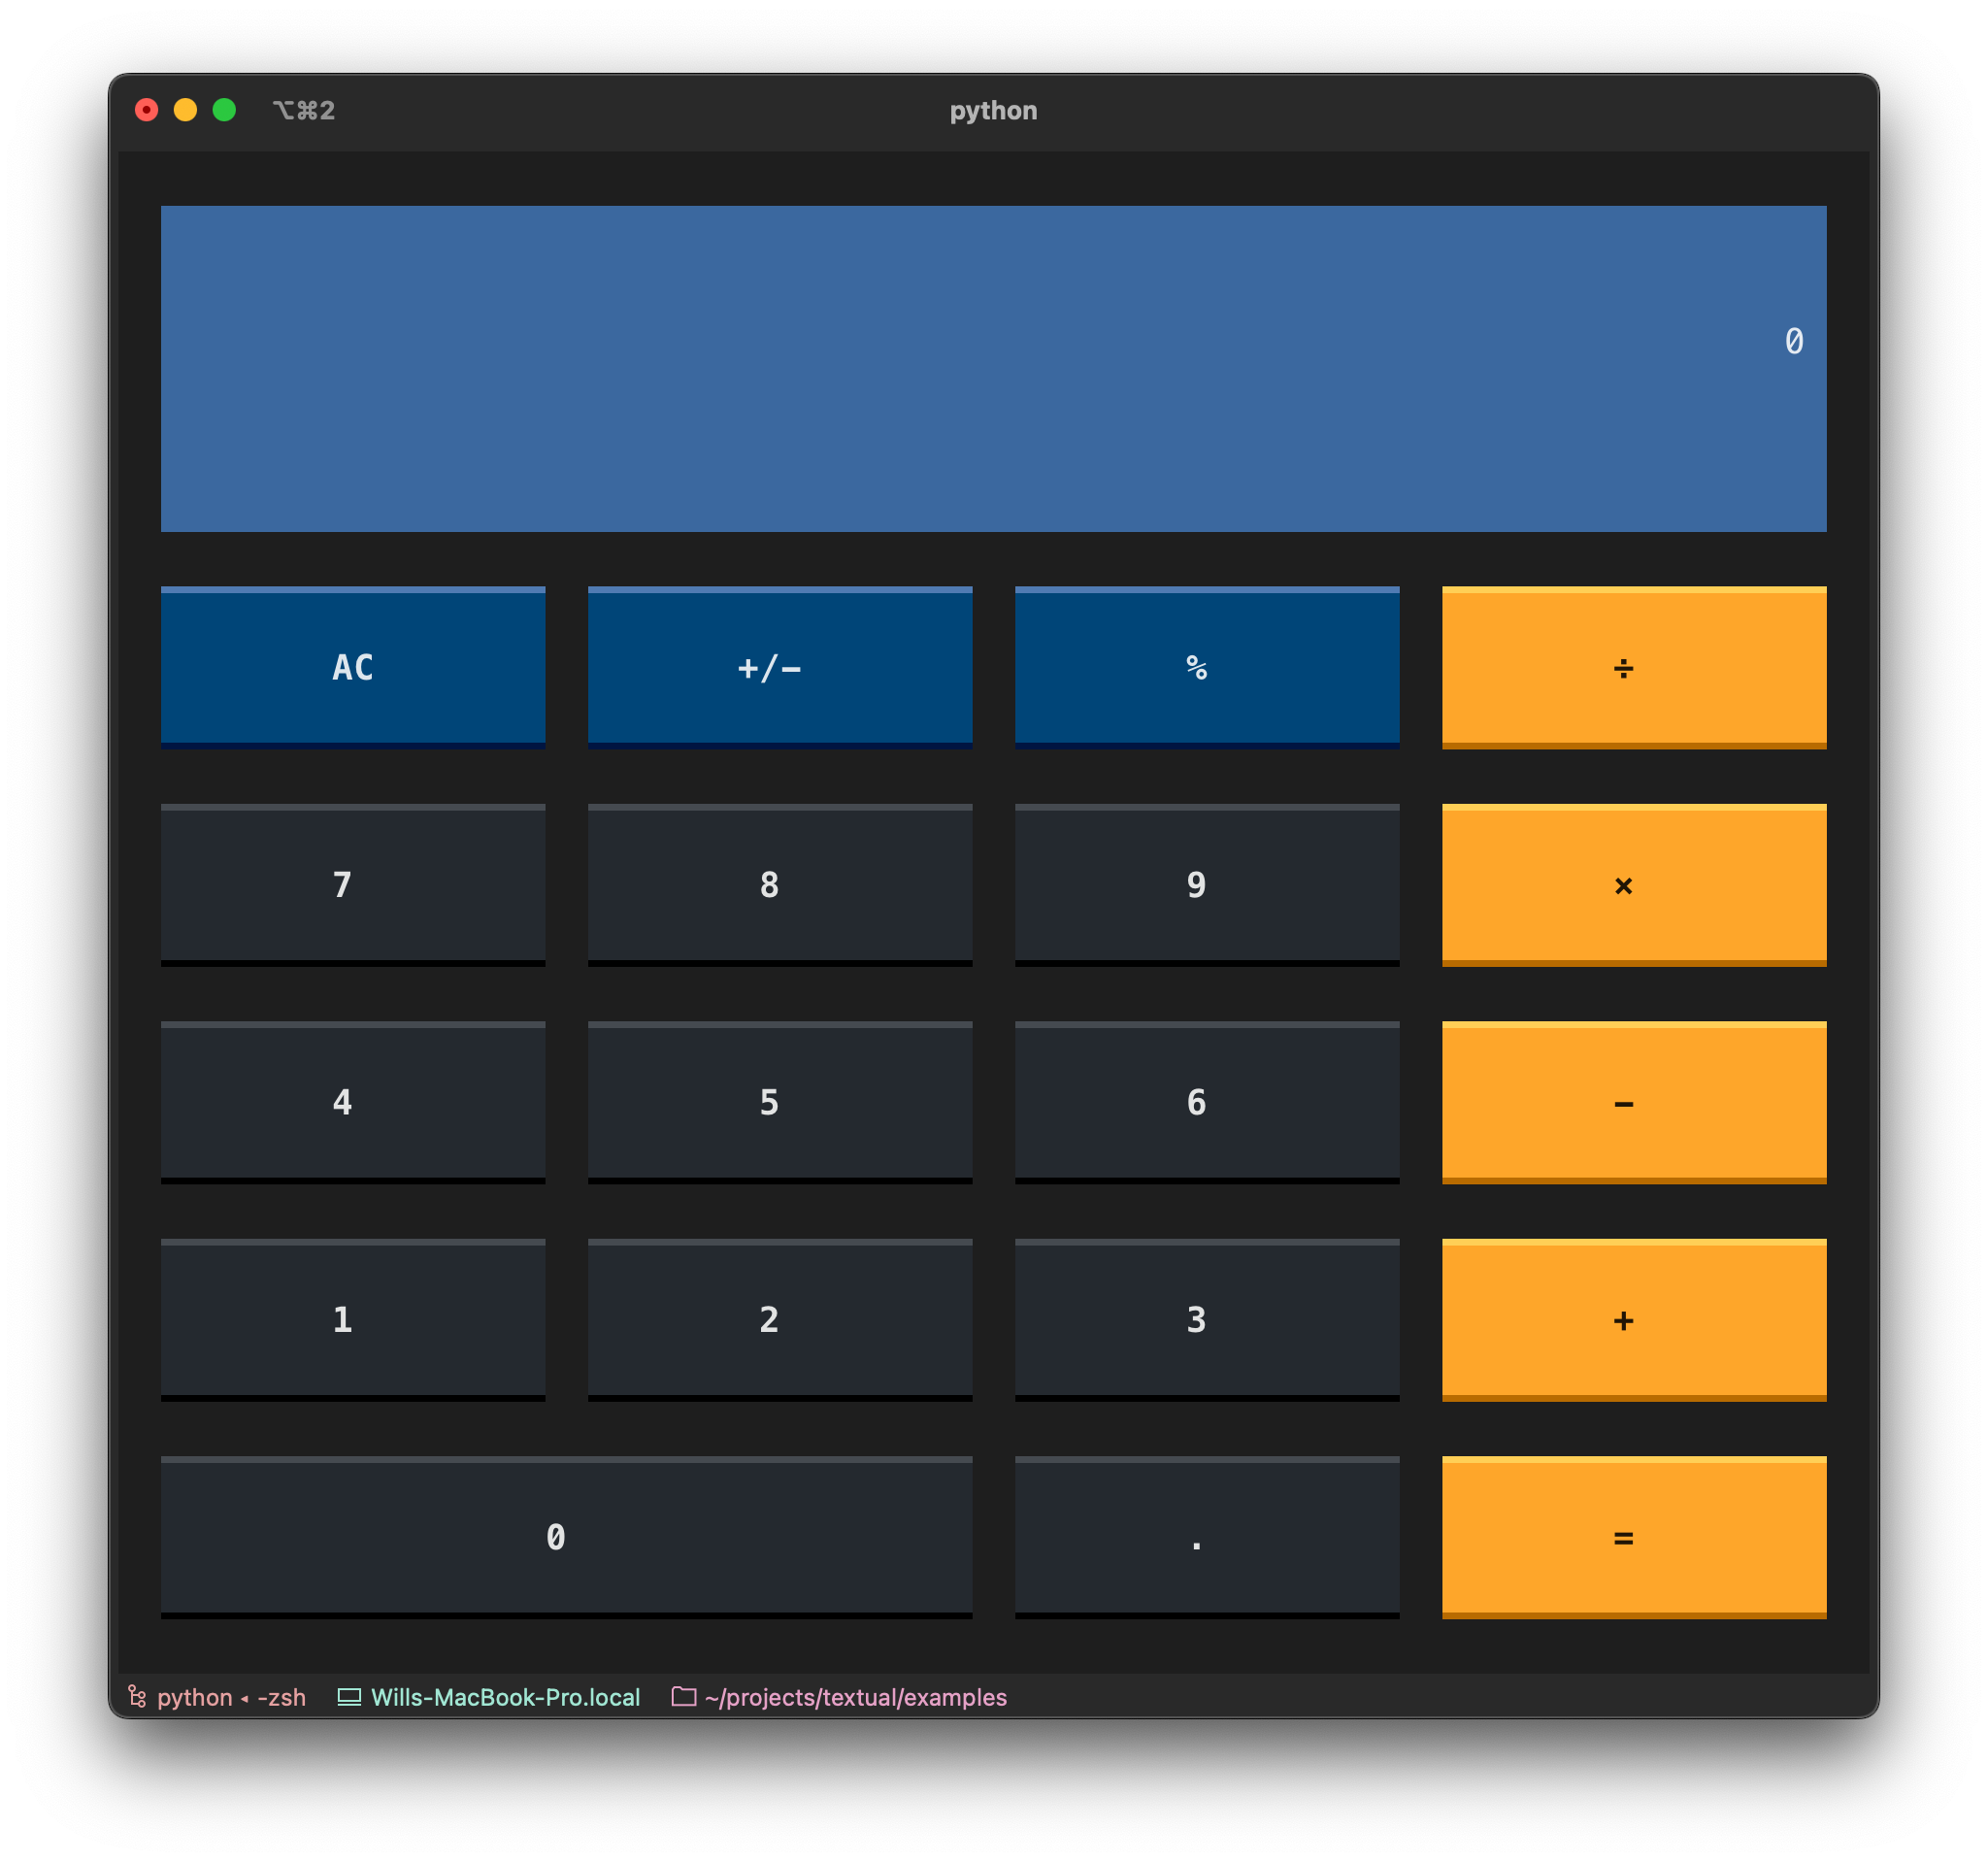 ⌥⌘2 python
0
AC +/- % ÷
7 8 9 ×
4 5 6 -
1 2 3 +
0 . =
python ◂ -zsh Wills-MacBook-Pro.local ~/projects/textual/examples